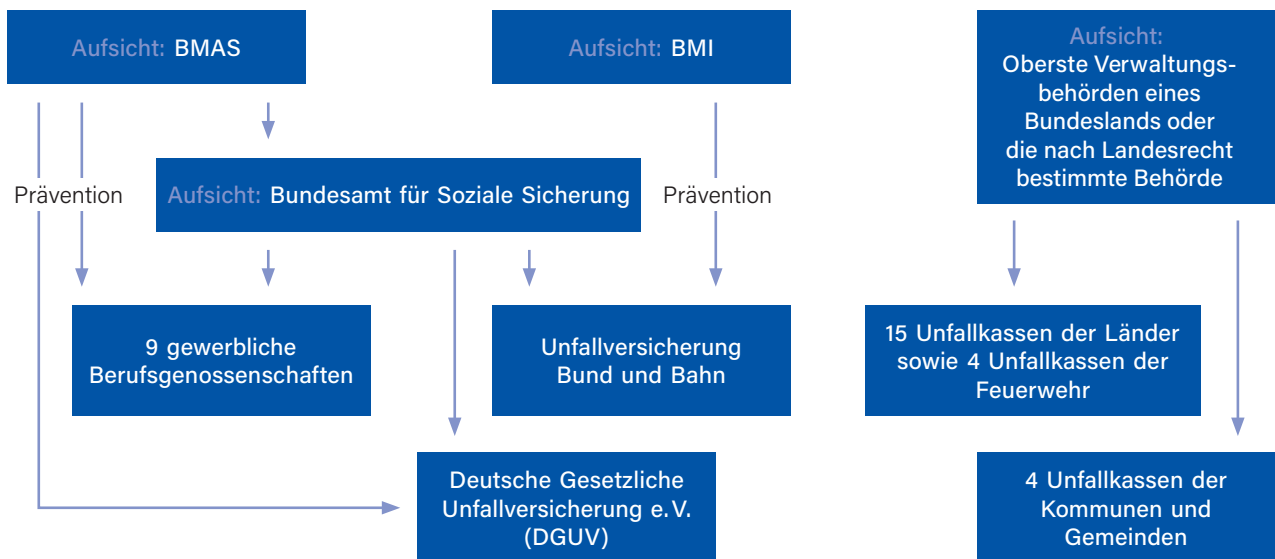 Aufsicht: BMAS
Aufsicht: BMI
Aufsicht:
Oberste Verwaltungs-
behörden eines
Bundeslands oder
die nach Landesrecht
bestimmte Behörde
Prävention
Aufsicht: Bundesamt für Soziale Sicherung
Prävention
9 gewerbliche
Berufsgenossenschaften
Unfallversicherung
Bund und Bahn
15 Unfallkassen der Länder
sowie 4 Unfallkassen der
Feuerwehr
Deutsche Gesetzliche
Unfallversicherung e. V.
(DGUV)
4 Unfallkassen der
Kommunen und
Gemeinden